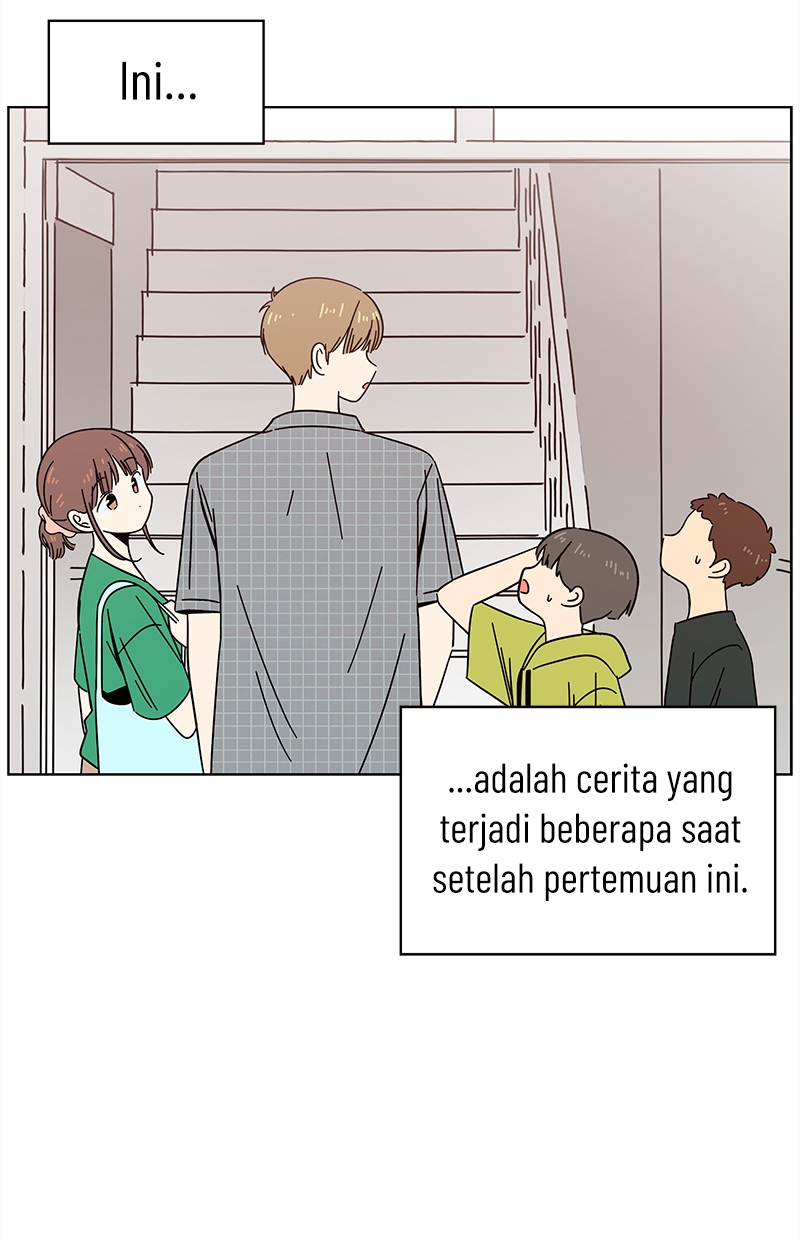 Ini...
...adalah cerita yang
terjadi beberapa saat
setelah pertemuan ini.